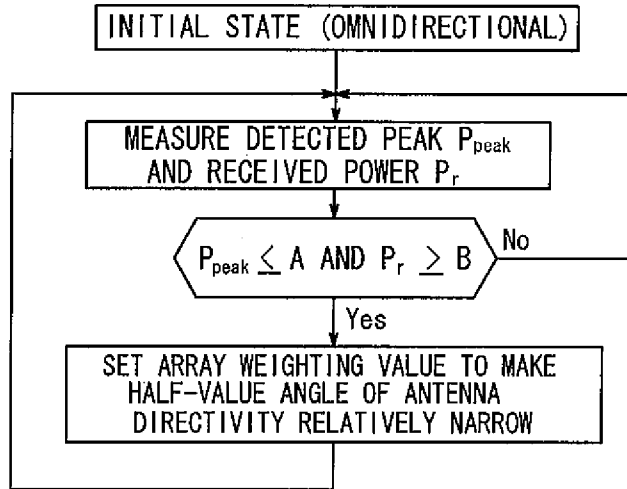 INITIAL STATE (OMNIDIRECTIONAL)
MEASURE DETECTED PEAK Ppeak
AND RECEIVED POWER Pr
Ppeak ≤ A AND Pr ≥ B
No
Yes
SET ARRAY WEIGHTING VALUE TO MAKE
HALF-VALUE ANGLE OF ANTENNA
DIRECTIVITY RELATIVELY NARROW